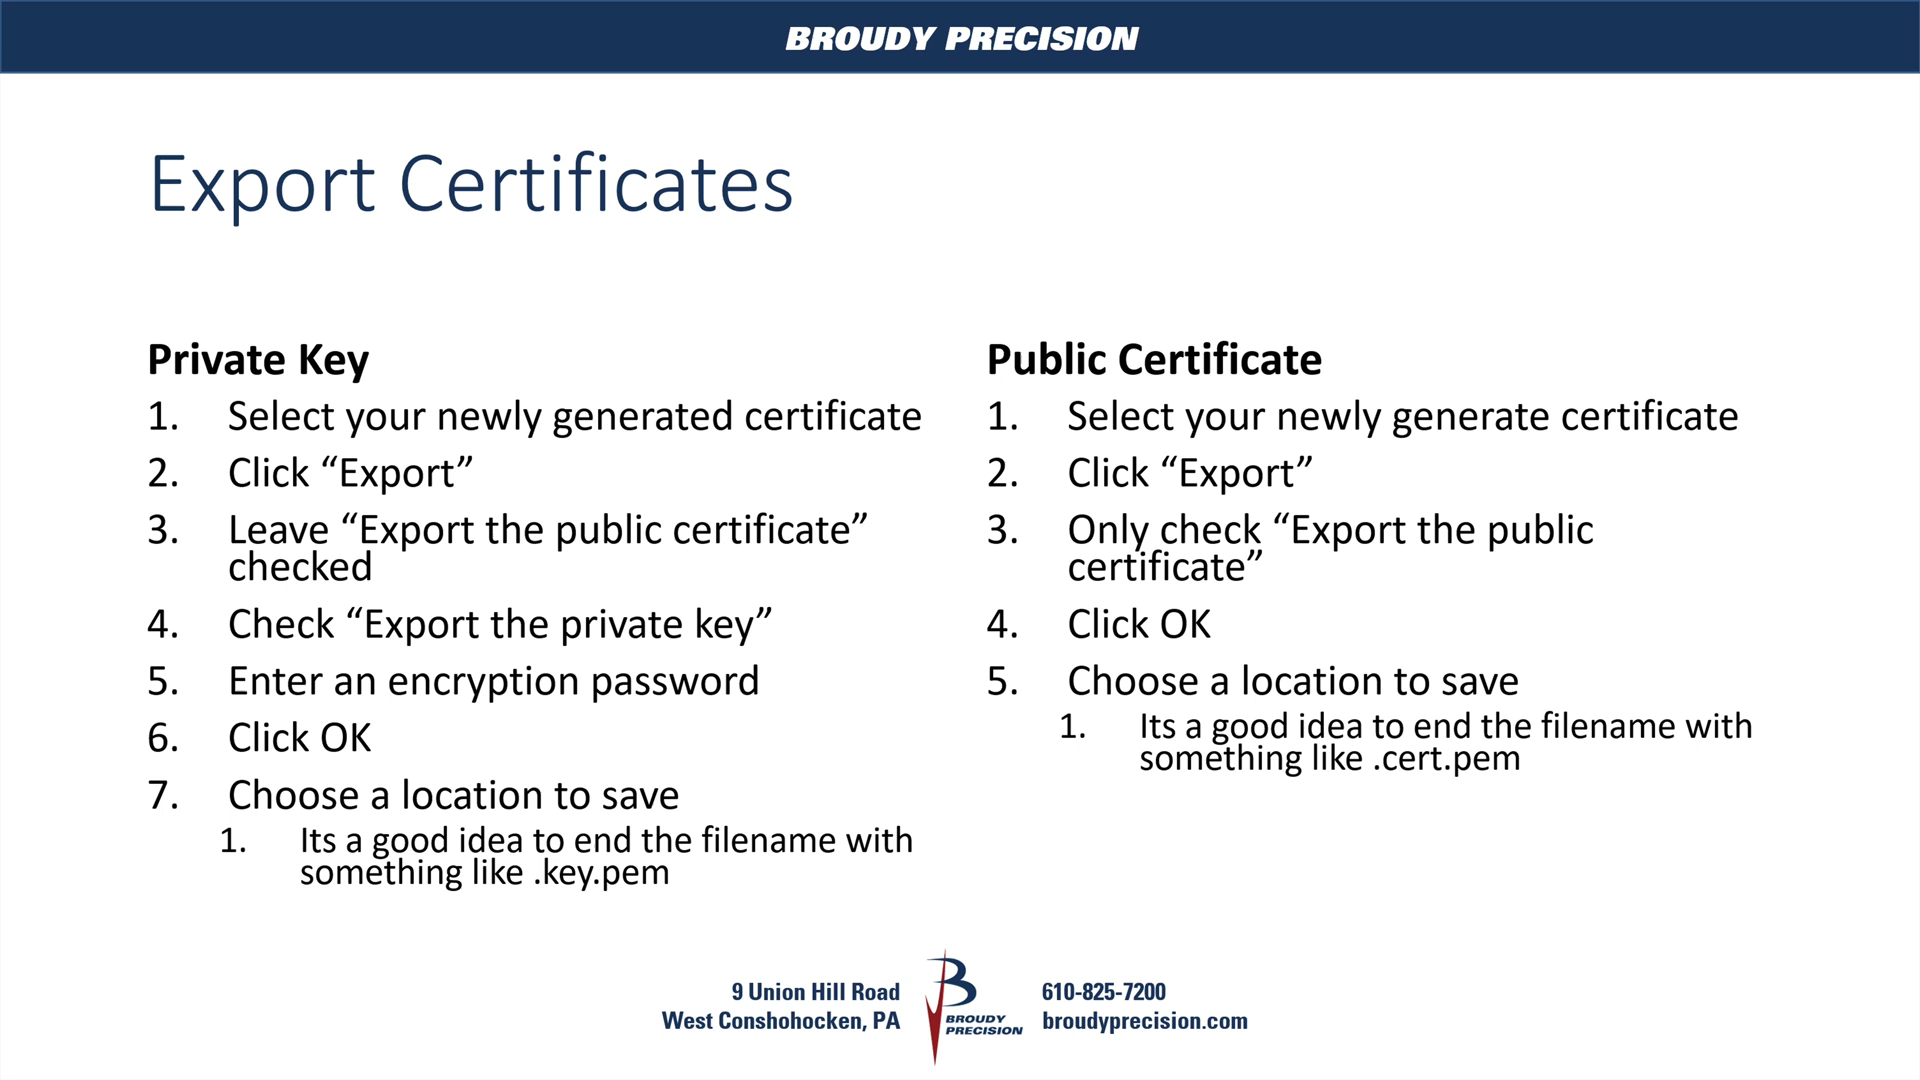 BROUDY PRECISION
Export Certificates
Private Key
1. Select your newly generated certificate
2. Click “Export”
3. Leave “Export the public certificate”
checked
4. Check “Export the private key”
5. Enter an encryption password
6. Click OK
7. Choose a location to save
1. Its a good idea to end the filename with
something like .key.pem
Public Certificate
1. Select your newly generate certificate
2. Click “Export”
3. Only check “Export the public
certificate”
4. Click OK
5. Choose a location to save
1. Its a good idea to end the filename with
something like .cert.pem
9 Union Hill Road
West Conshohocken, PA
B
BROUDY
PRECISION
610-825-7200
broudyprecision.com